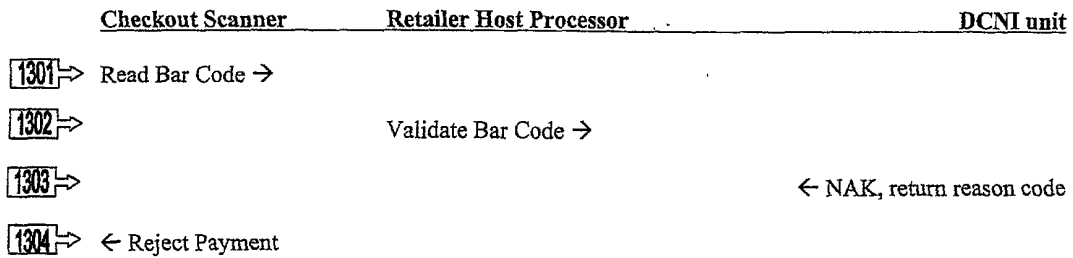 Checkout Scanner Retailer Host Processor DCNI unit
1301 Read Bar Code →
1302 Validate Bar Code →
1303 ← NAK, return reason code
1304 ← Reject Payment